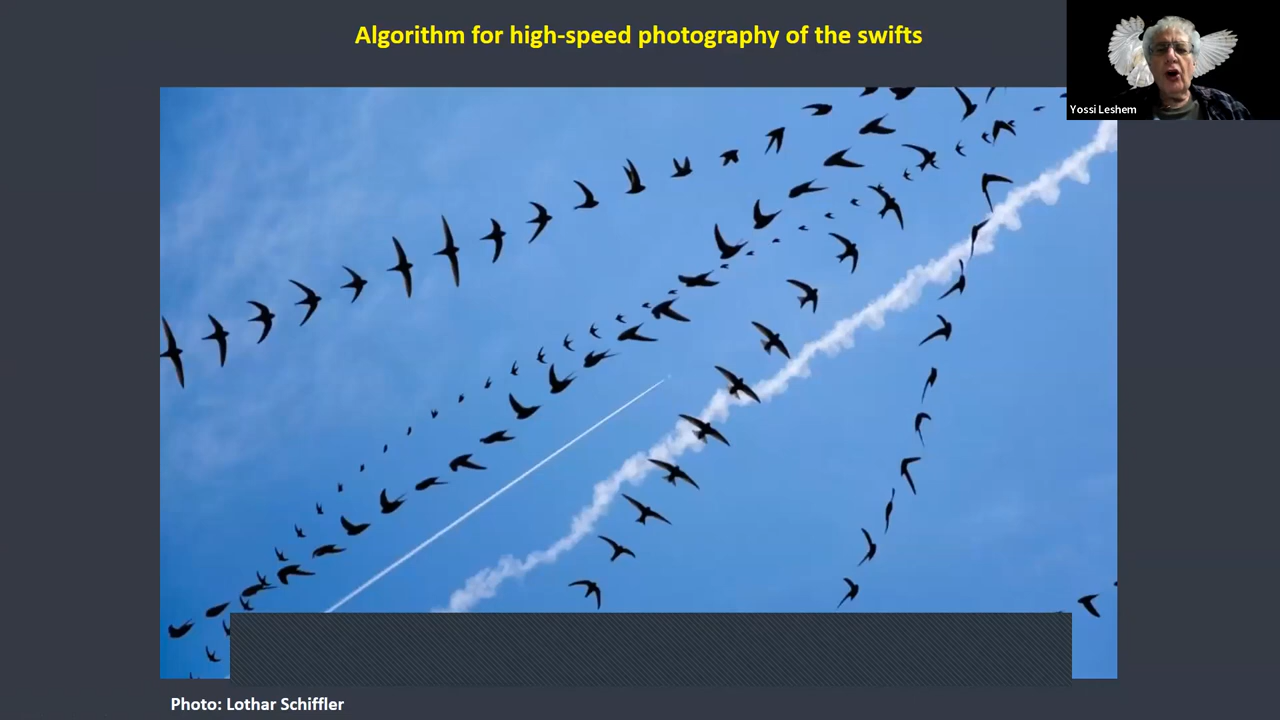 Algorithm for high-speed photography of the swifts
Yossi Leshem
Photo: Lothar Schiffler